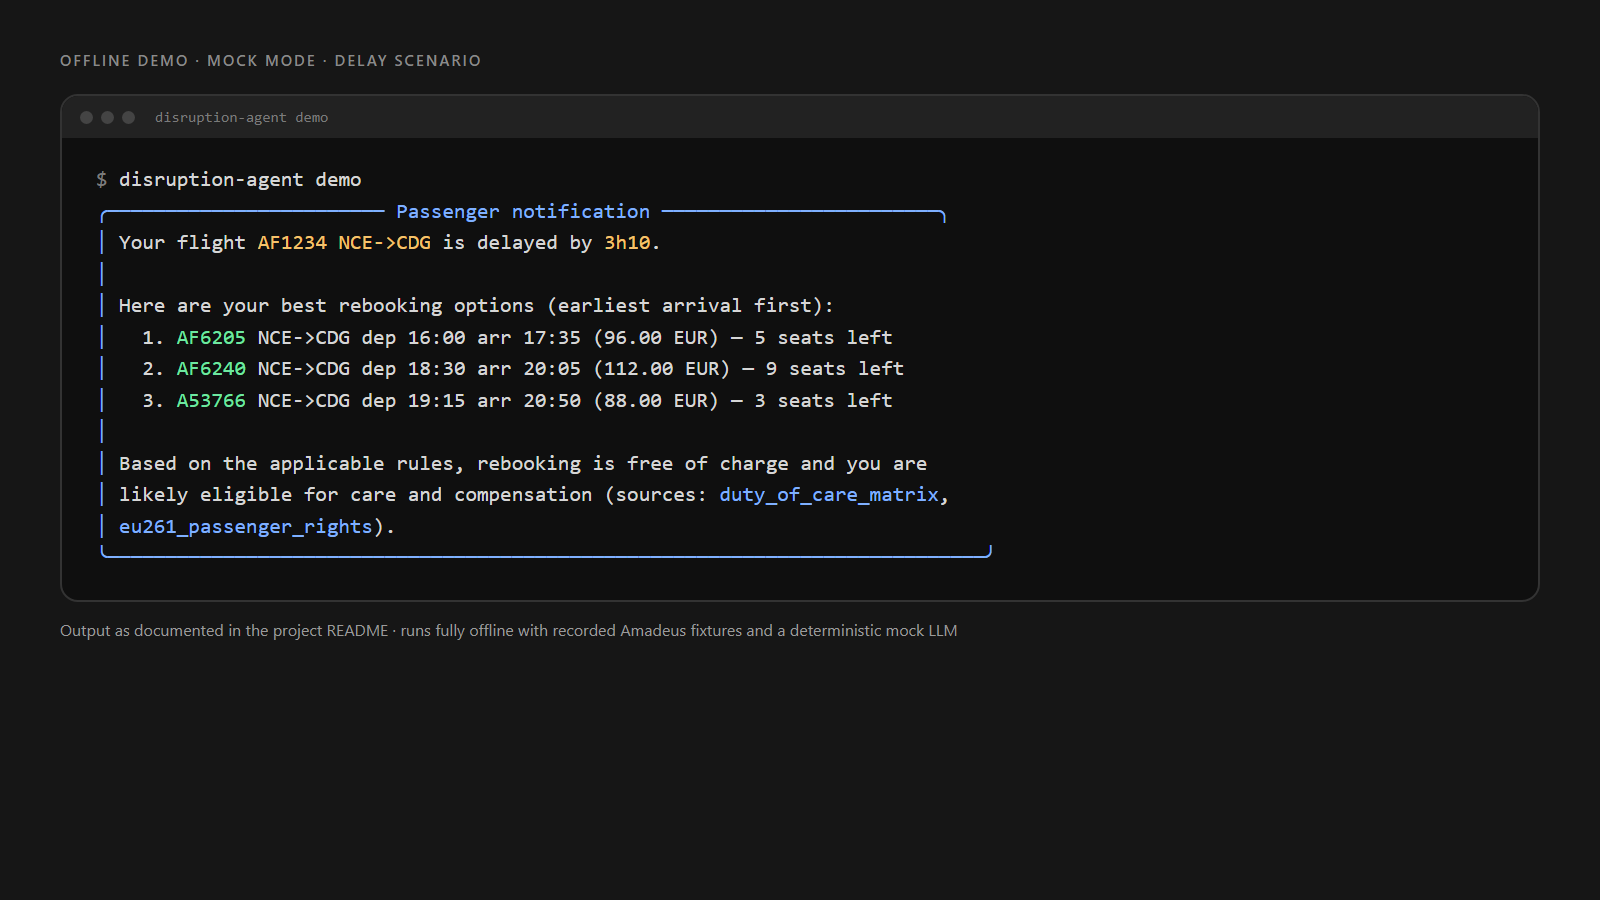 OFFLINE DEMO · MOCK MODE · DELAY SCENARIO
disruption-agent demo
$ disruption-agent demo
Passenger notification
Your flight AF1234 NCE->CDG is delayed by 3h10.
Here are your best rebooking options (earliest arrival first):
1. AF6205 NCE->CDG dep 16:00 arr 17:35 (96.00 EUR) — 5 seats left
2. AF6240 NCE->CDG dep 18:30 arr 20:05 (112.00 EUR) — 9 seats left
3. A53766 NCE->CDG dep 19:15 arr 20:50 (88.00 EUR) — 3 seats left
Based on the applicable rules, rebooking is free of charge and you are
likely eligible for care and compensation (sources: duty_of_care_matrix,
eu261_passenger_rights).
Output as documented in the project README · runs fully offline with recorded Amadeus fixtures and a deterministic mock LLM